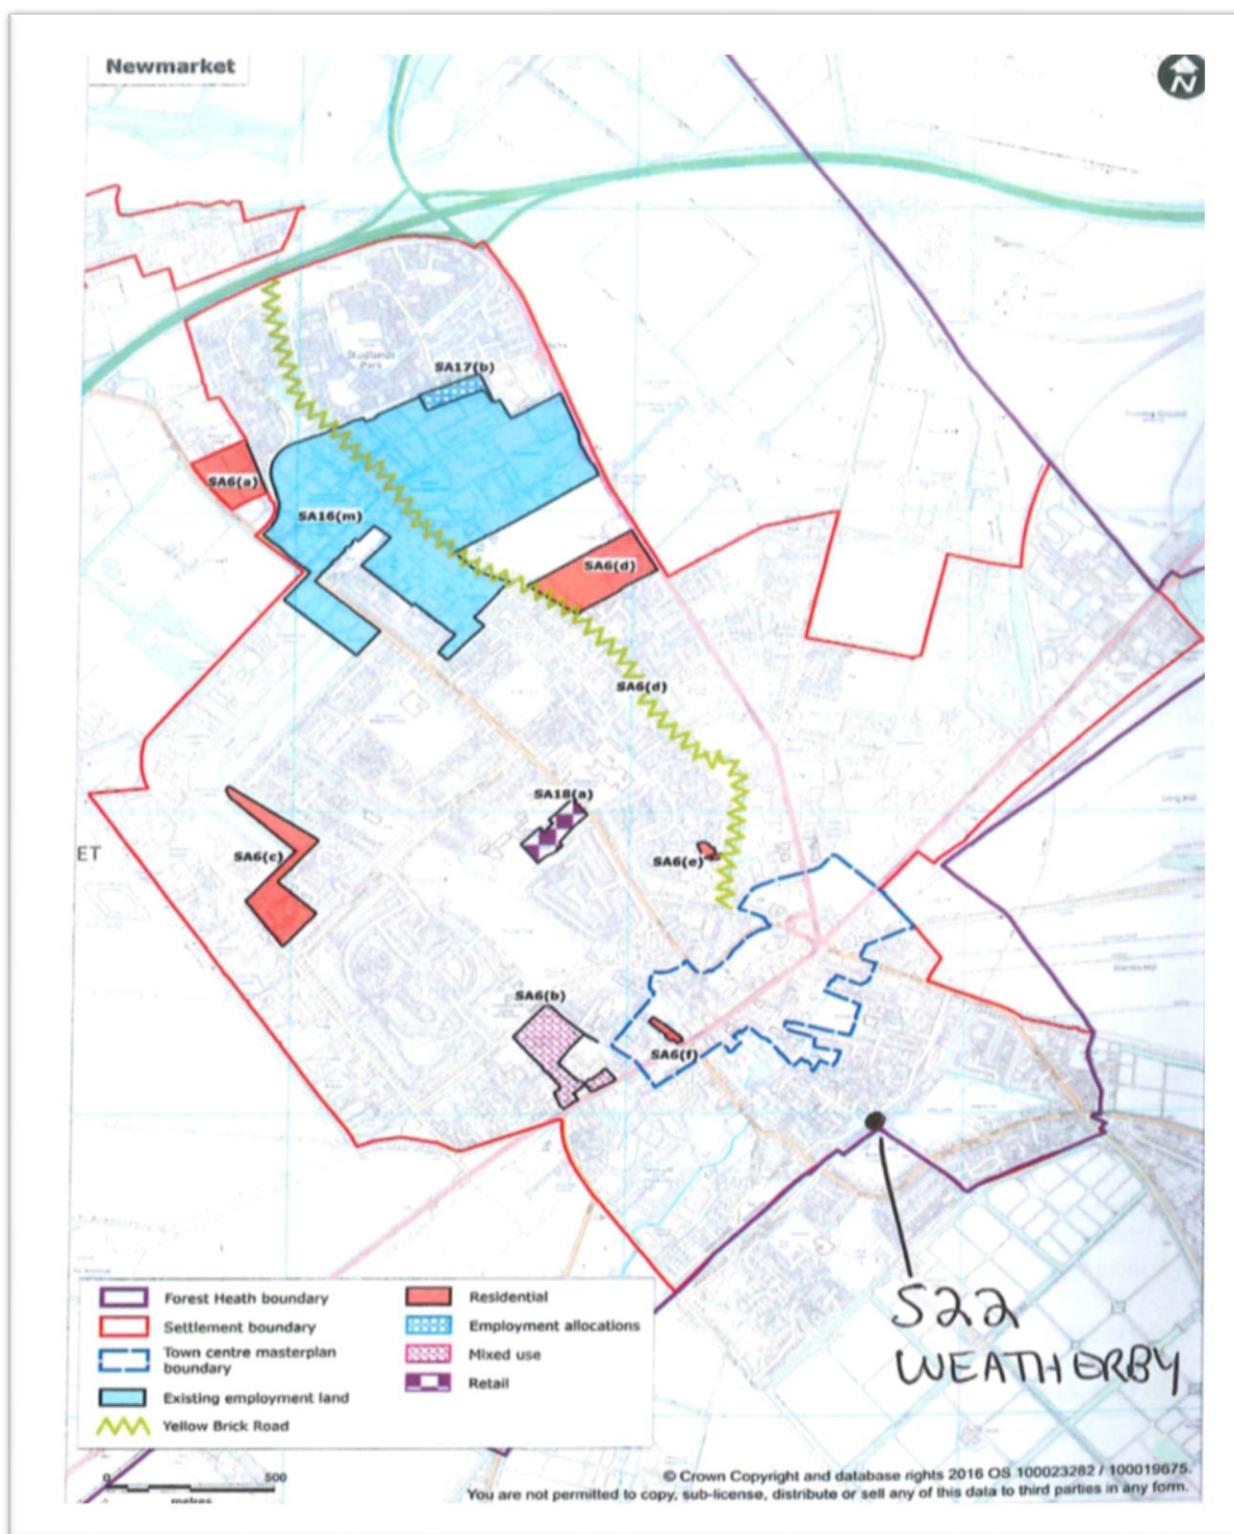 Newmarket
N
Studlands
Park
SA17(b)
SA6(a)
SA16(m)
SA6(d)
SA6(d)
SA18(a)
ET
SA6(c)
SA6(e)
SA6(b)
SA6(f)
S22
WEATHERBY
Forest Heath boundary
Settlement boundary
Town centre masterplan
boundary
Existing employment land
Yellow Brick Road
Residential
Employment allocations
Mixed use
Retail
0 500
metres
© Crown Copyright and database rights 2016 OS 100023282 / 100019675.
You are not permitted to copy, sub-license, distribute or sell any of this data to third parties in any form.